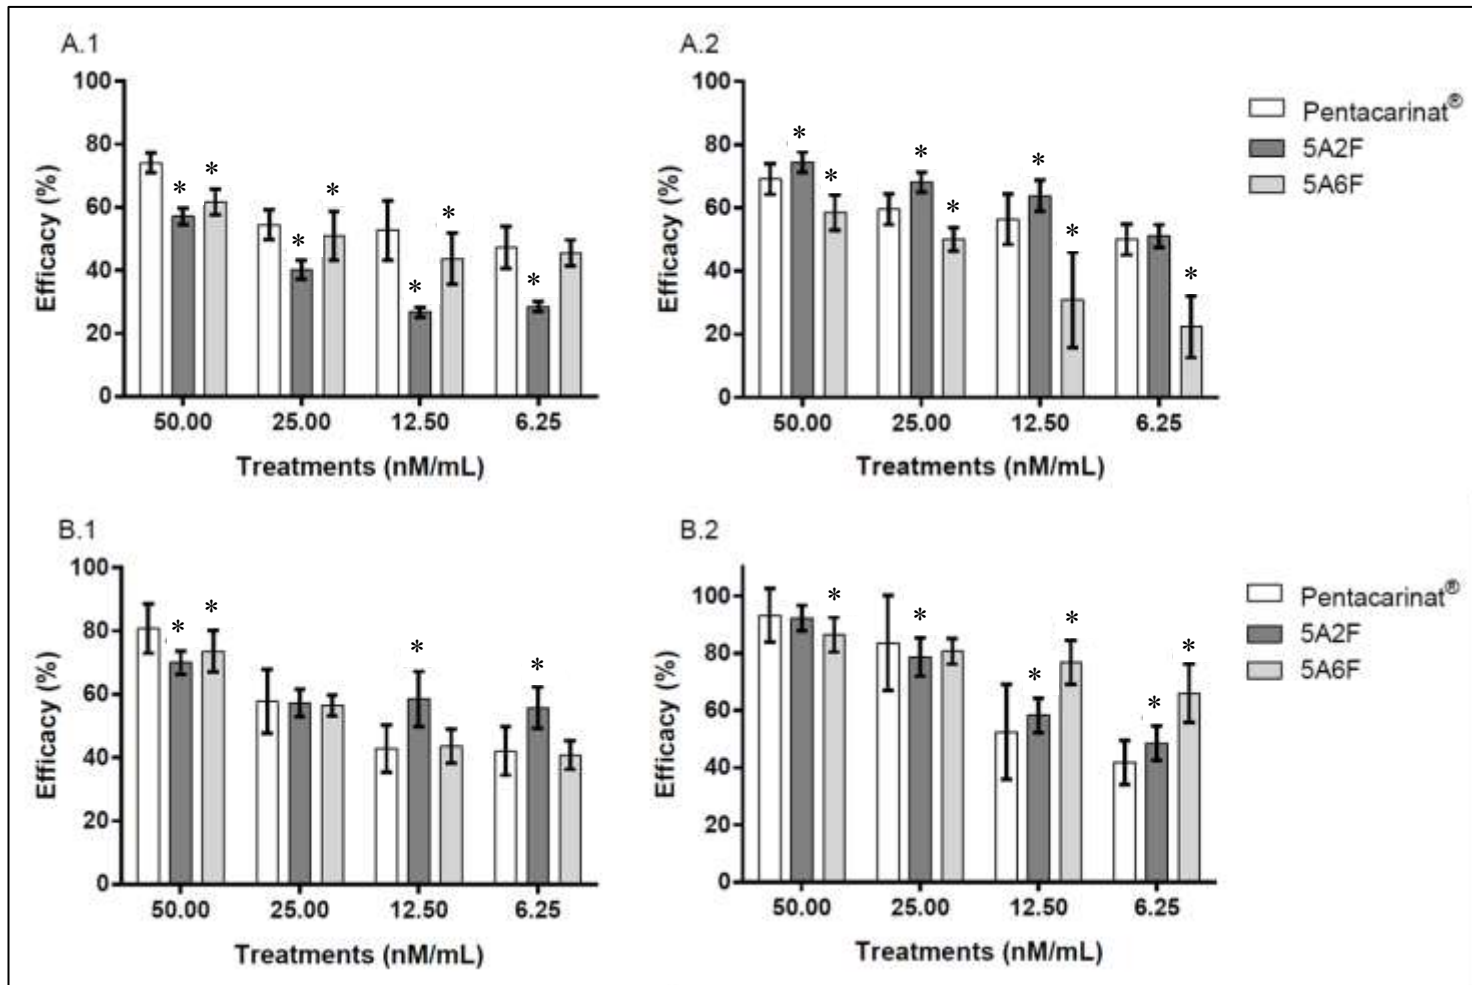 A.1
100
80
60
40
20
0
Efficacy (%)
* * * * * * *
50.00 25.00 12.50 6.25
Treatments (nM/mL)
A.2
100
80
60
40
20
0
Efficacy (%)
* * * * * * *
50.00 25.00 12.50 6.25
Treatments (nM/mL)
Pentacarinat®
5A2F
5A6F
B.1
100
80
60
40
20
0
Efficacy (%)
* * * *
50.00 25.00 12.50 6.25
Treatments (nM/mL)
B.2
100
80
60
40
20
0
Efficacy (%)
* * * * * *
50.00 25.00 12.50 6.25
Treatments (nM/mL)
Pentacarinat®
5A2F
5A6F